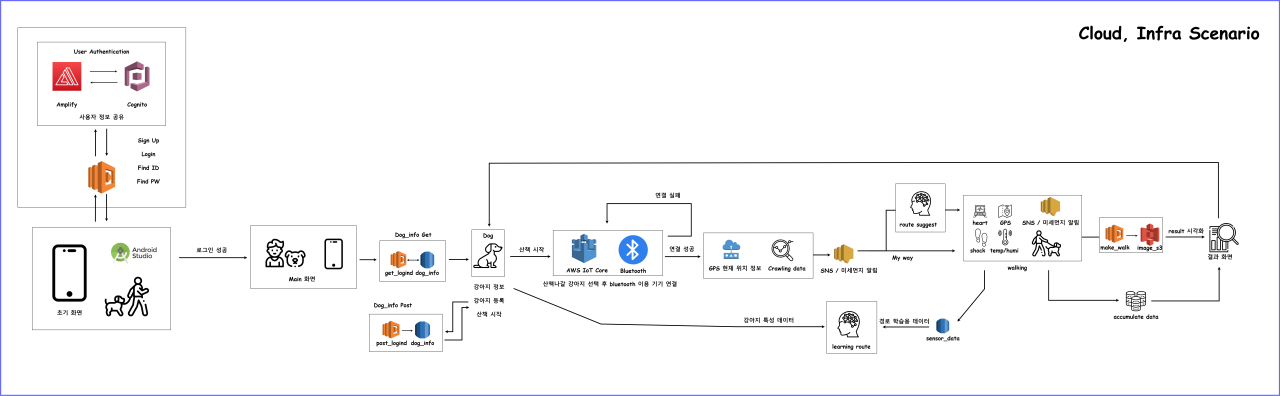 Cloud, Infra Scenario
User Authentication
Amplify
Cognito
사용자 정보 공유
Sign Up
Login
Find ID
Find PW
Android
Studio
초기 화면
로그인 성공
Main 화면
Dog_info Get
get_logind
dog_info
Dog_info Post
post_logind
dog_info
Dog
강아지 정보
강아지 등록
산책 시작
산책 시작
연결 실패
AWS IoT Core
Bluetooth
산책나갈 강아지 선택 후 bluetooth 이용 기기 연결
연결 성공
GPS 현재 위치 정보
Crawling data
SNS / 미세먼지 알림
route suggest
My way
heart
GPS
SNS / 미세먼지 알림
shock
temp/humi
walking
make_walk
image_s3
result 시각화
결과 화면
accumulate data
강아지 특성 데이터
learning route
경로 학습용 데이터
sensor_data